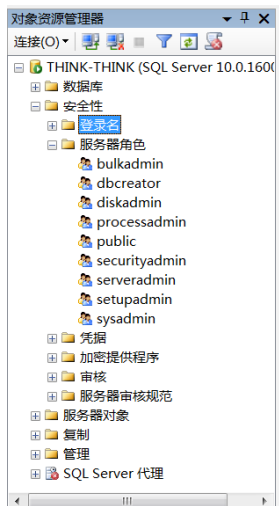 对象资源管理器
连接(O)
THINK-THINK (SQL Server 10.0.1600
数据库
安全性
登录名
服务器角色
bulkadmin
dbcreator
diskadmin
processadmin
public
securityadmin
serveradmin
setupadmin
sysadmin
凭据
加密提供程序
审核
服务器审核规范
服务器对象
复制
管理
SQL Server 代理